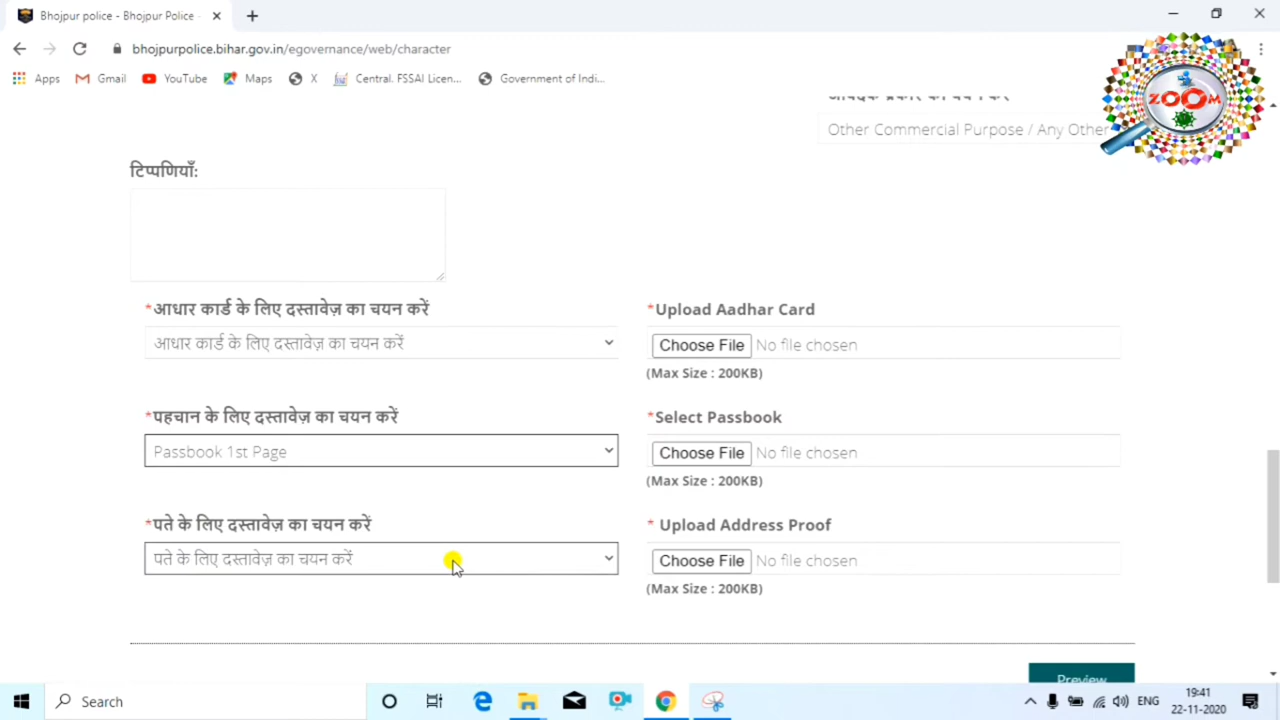 Bhojpur police - Bhojpur Police -
bhojpurpolice.bihar.gov.in/egovernance/web/character
Apps
Gmail
YouTube
Maps
X
Central. FSSAI Licen...
Government of Indi...
ZOOM
Other Commercial Purpose / Any Other
टिप्पणियाँ:
*आधार कार्ड के लिए दस्तावेज़ का चयन करें
*Upload Aadhar Card
आधार कार्ड के लिए दस्तावेज़ का चयन करें
Choose File No file chosen
(Max Size : 200KB)
*पहचान के लिए दस्तावेज़ का चयन करें
*Select Passbook
Passbook 1st Page
Choose File No file chosen
(Max Size : 200KB)
*पते के लिए दस्तावेज़ का चयन करें
* Upload Address Proof
पते के लिए दस्तावेज़ का चयन करें
Choose File No file chosen
(Max Size : 200KB)
Preview
Search
ENG
19:41
22-11-2020